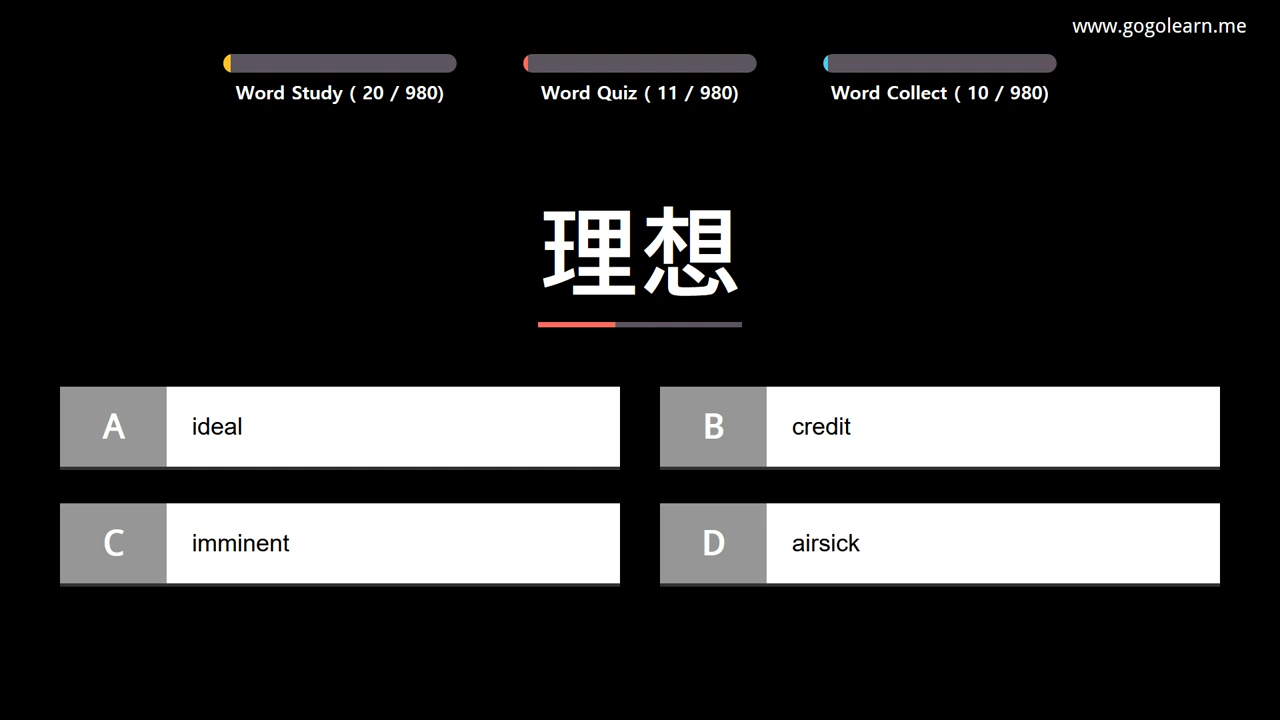 www.gogolearn.me
Word Study ( 20 / 980)
Word Quiz ( 11 / 980)
Word Collect ( 10 / 980)
理想
A ideal
B credit
C imminent
D airsick